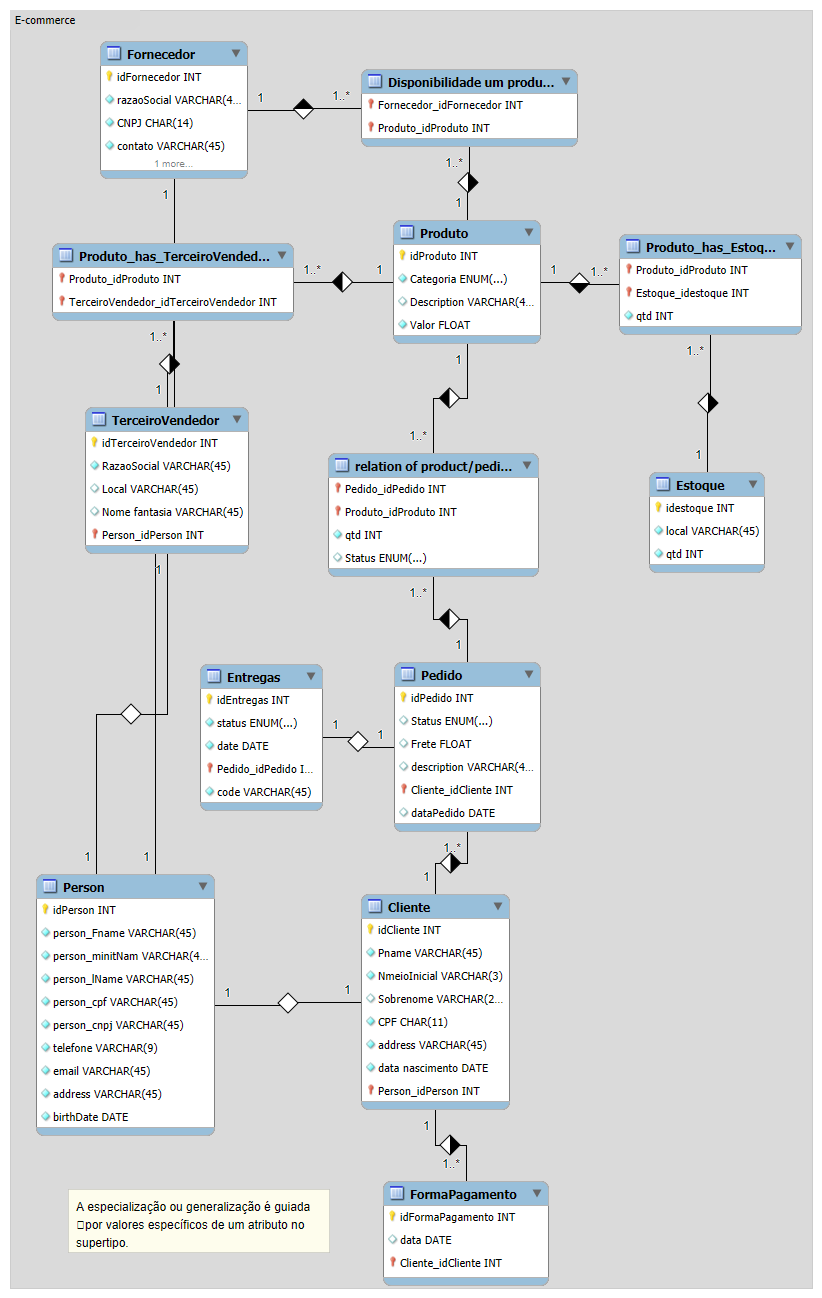 E-commerce
Fornecedor
idFornecedor INT
razaoSocial VARCHAR(4...
CNPJ CHAR(14)
contato VARCHAR(45)
1 more...
1
1..*
Disponibilidade um produ...
Fornecedor_idFornecedor INT
Produto_idProduto INT
1..*
1
1
Produto_has_TerceiroVended...
Produto_idProduto INT
TerceiroVendedor_idTerceiroVendedor INT
1..*
1
Produto
idProduto INT
Categoria ENUM(...)
Description VARCHAR(4...
Valor FLOAT
1
1..*
Produto_has_Estoq...
Produto_idProduto INT
Estoque_idestoque INT
qtd INT
1..*
1
1..*
1
Estoque
idestoque INT
local VARCHAR(45)
qtd INT
TerceiroVendedor
idTerceiroVendedor INT
RazaoSocial VARCHAR(45)
Local VARCHAR(45)
Nome fantasia VARCHAR(45)
Person_idPerson INT
1
1
1..*
relation of product/pedi...
Pedido_idPedido INT
Produto_idProduto INT
qtd INT
Status ENUM(...)
1..*
1
Entregas
idEntregas INT
status ENUM(...)
date DATE
Pedido_idPedido I...
code VARCHAR(45)
1
1
Pedido
idPedido INT
Status ENUM(...)
Frete FLOAT
description VARCHAR(4...
Cliente_idCliente INT
dataPedido DATE
1..*
1
1
1
Person
idPerson INT
person_Fname VARCHAR(45)
person_minitNam VARCHAR(4...
person_lName VARCHAR(45)
person_cpf VARCHAR(45)
person_cnpj VARCHAR(45)
telefone VARCHAR(9)
email VARCHAR(45)
address VARCHAR(45)
birthDate DATE
1
1
Cliente
idCliente INT
Pname VARCHAR(45)
NmeioInicial VARCHAR(3)
Sobrenome VARCHAR(2...
CPF CHAR(11)
address VARCHAR(45)
data nascimento DATE
Person_idPerson INT
1
1..*
FormaPagamento
idFormaPagamento INT
data DATE
Cliente_idCliente INT
A especialização ou generalização é guiada
por valores específicos de um atributo no
supertipo.